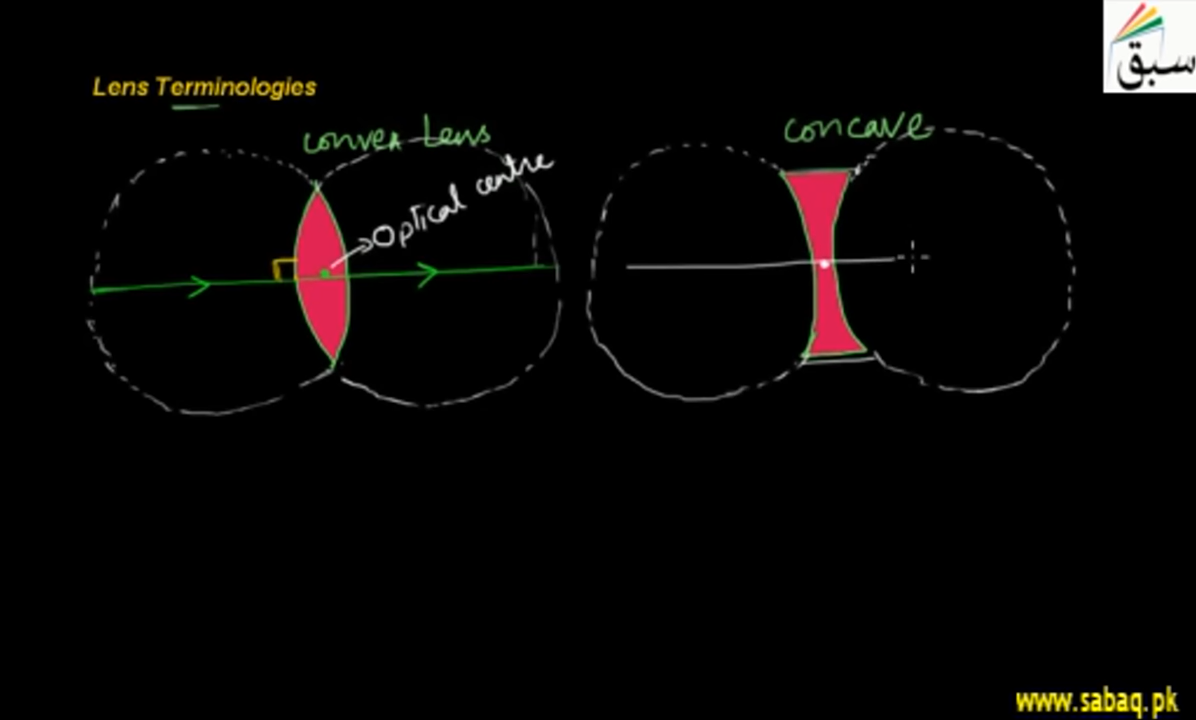 سبق
Lens Terminologies
convex Lens
concave
Optical centre
www.sabaq.pk